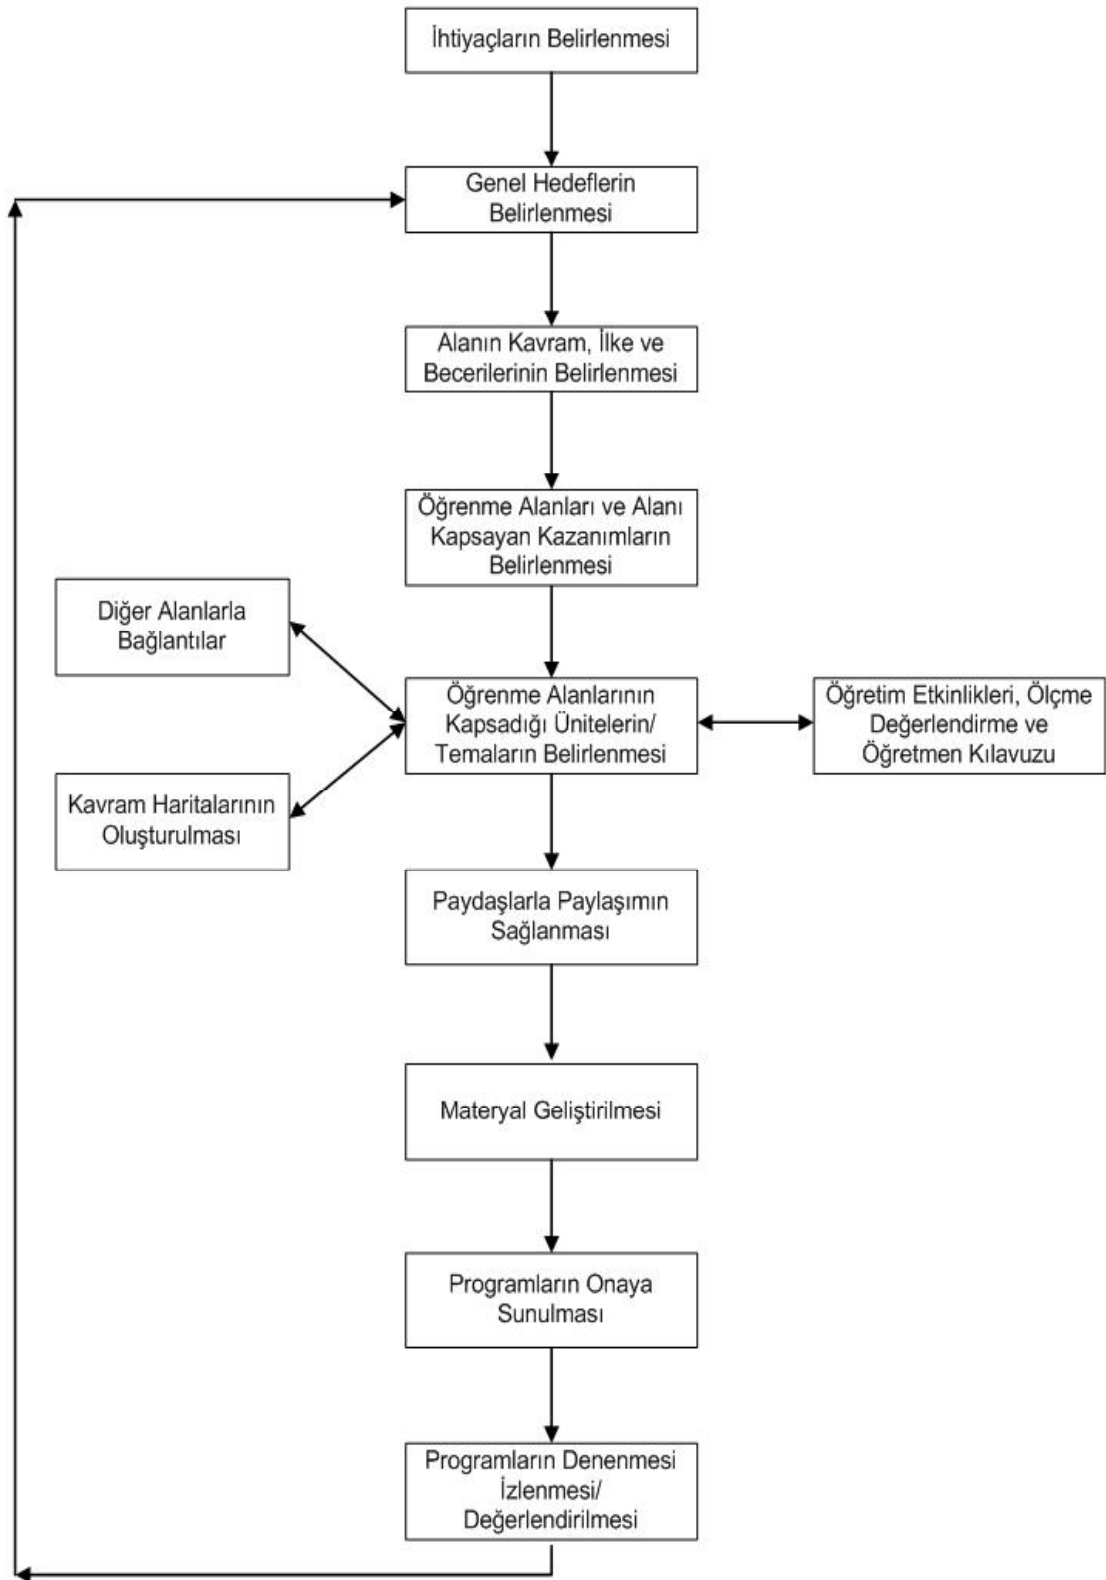 İhtiyaçların Belirlenmesi
Genel Hedeflerin
Belirlenmesi
Alanın Kavram, İlke ve
Becerilerinin Belirlenmesi
Öğrenme Alanları ve Alanı
Kapsayan Kazanımların
Belirlenmesi
Diğer Alanlarla
Bağlantılar
Öğrenme Alanlarının
Kapsadığı Ünitelerin/
Temaların Belirlenmesi
Öğretim Etkinlikleri, Ölçme
Değerlendirme ve
Öğretmen Kılavuzu
Kavram Haritalarının
Oluşturulması
Paydaşlarla Paylaşımın
Sağlanması
Materyal Geliştirilmesi
Programların Onaya
Sunulması
Programların Denenmesi
İzlenmesi/
Değerlendirilmesi